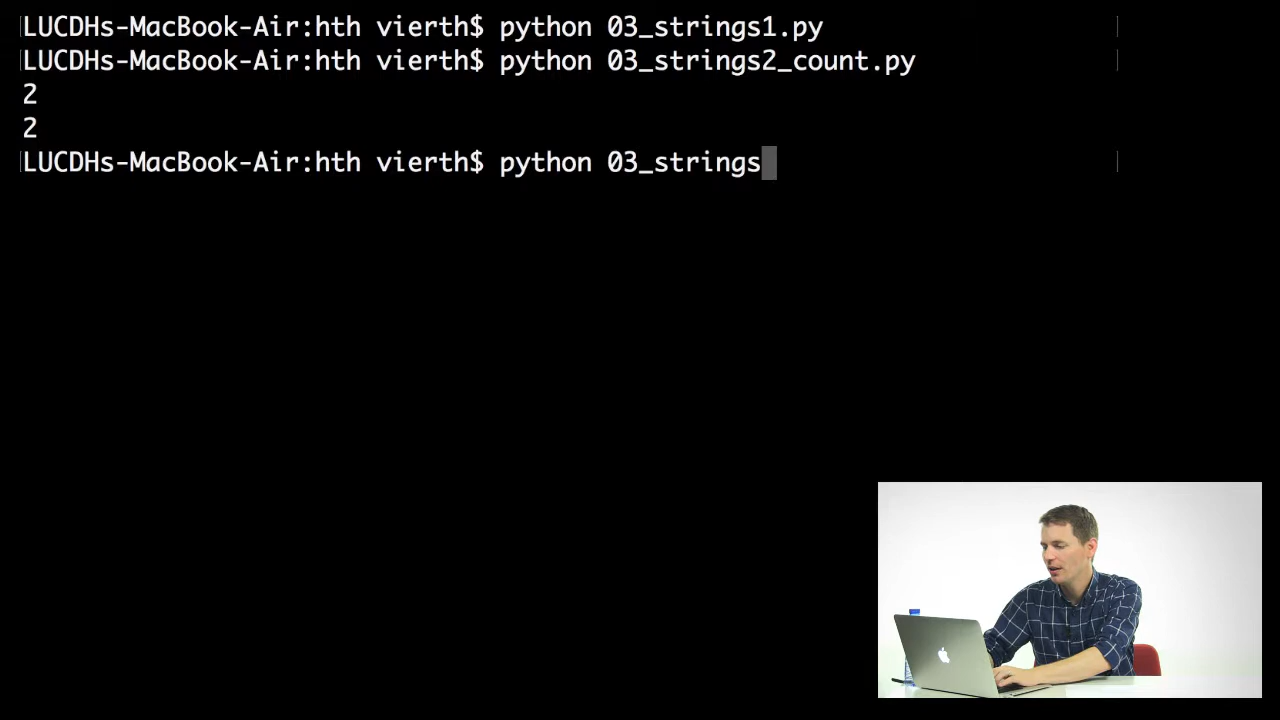 LUCDHs-MacBook-Air:hth vierth$ python 03_strings1.py
LUCDHs-MacBook-Air:hth vierth$ python 03_strings2_count.py
2
2
LUCDHs-MacBook-Air:hth vierth$ python 03_strings